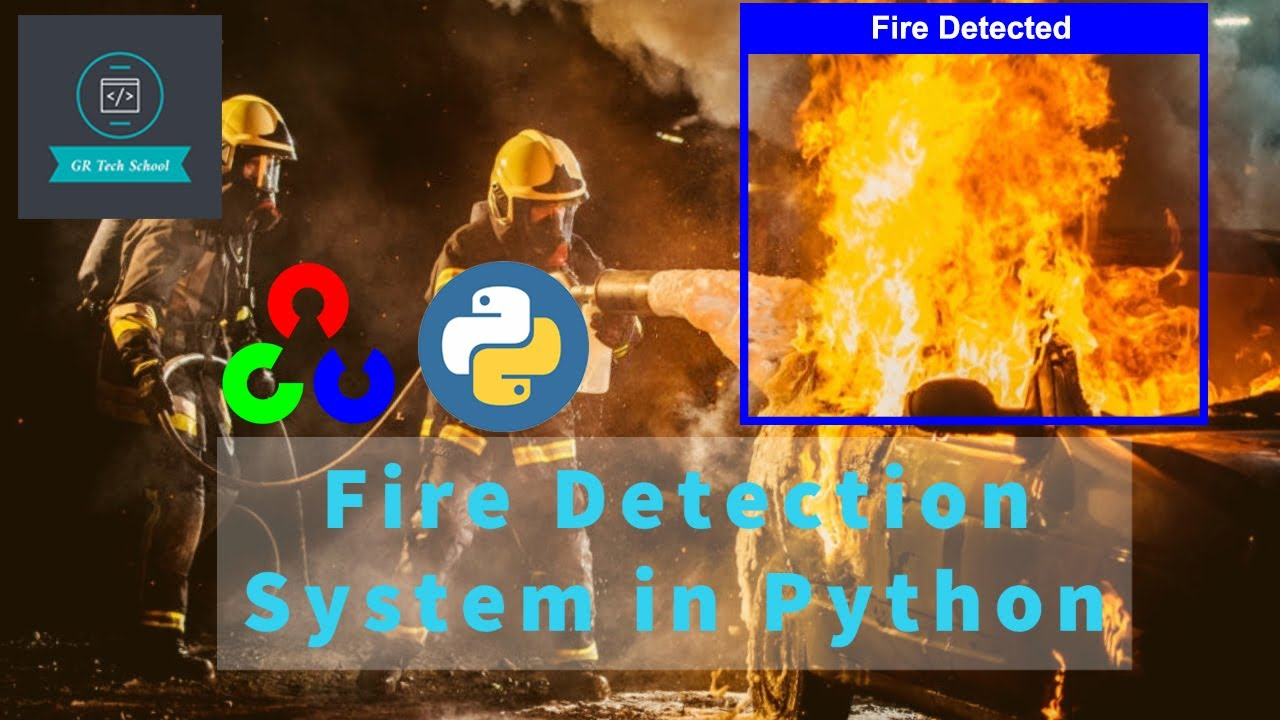 </>
GR Tech School
Fire Detected
Fire Detection
System in Python